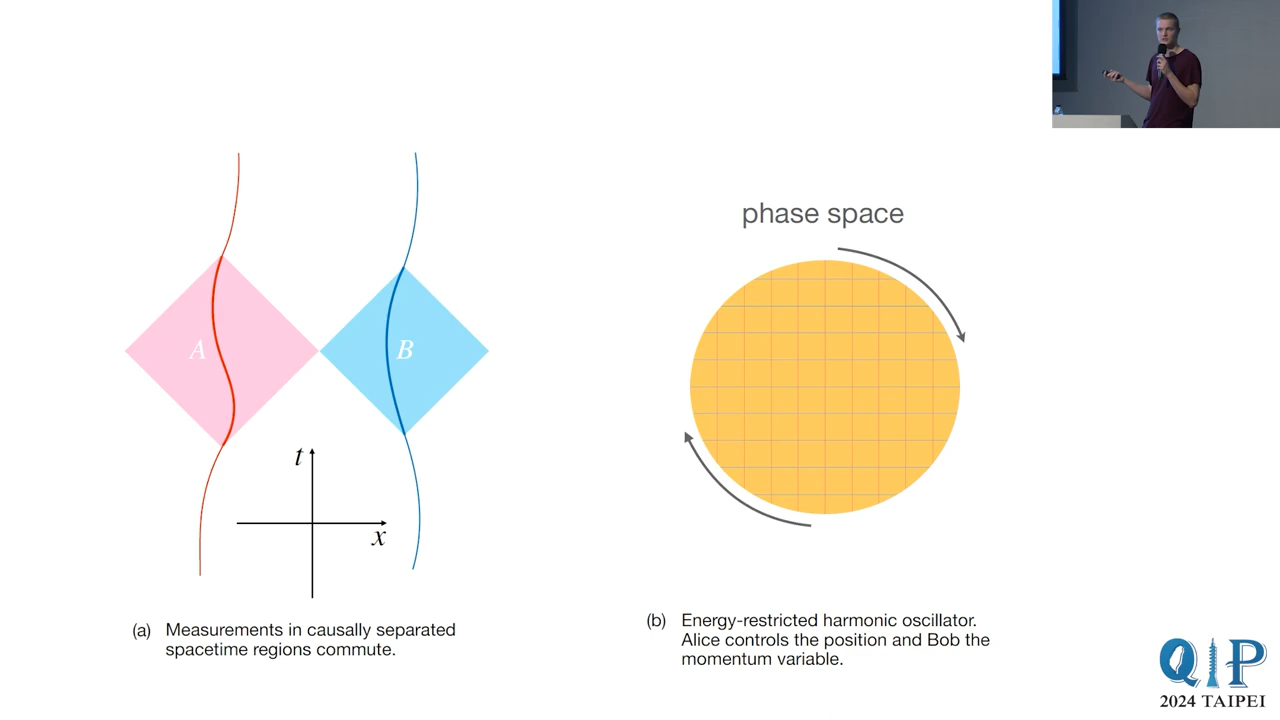 phase space
A
B
t
x
(a) Measurements in causally separated
spacetime regions commute.
(b) Energy-restricted harmonic oscillator.
Alice controls the position and Bob the
momentum variable.
QIP
2024 TAIPEI